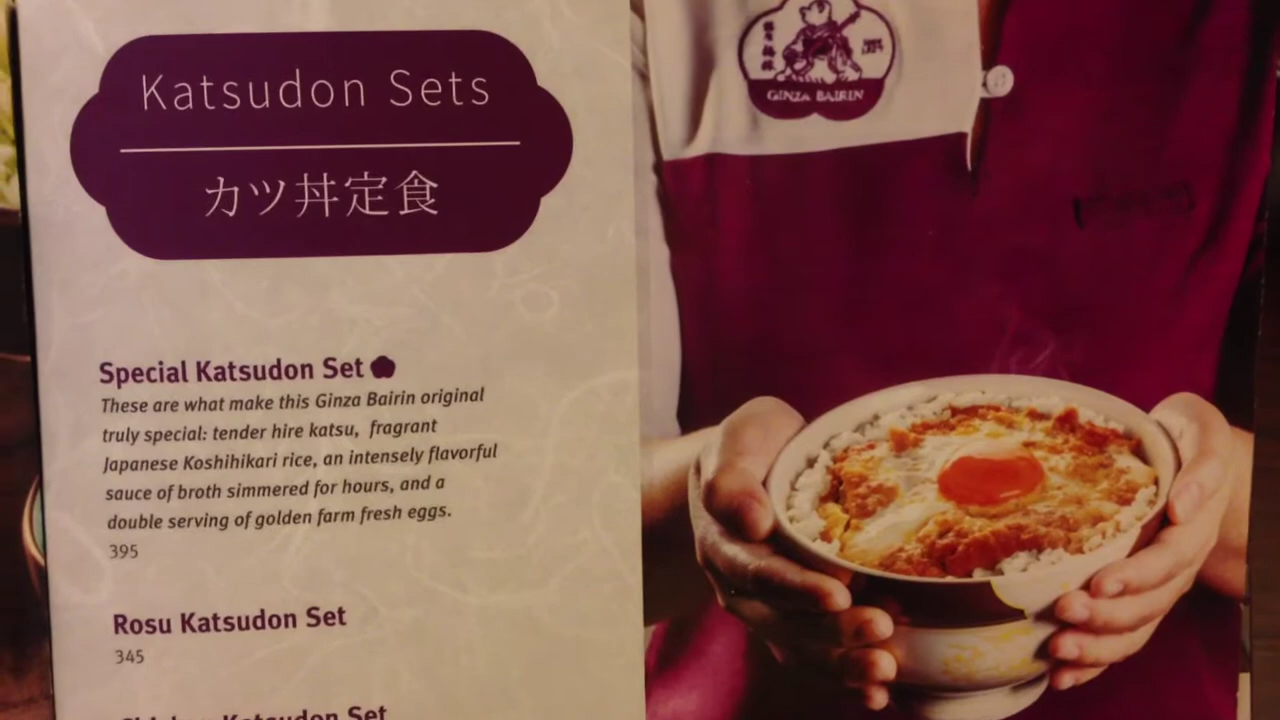 Katsudon Sets
カツ丼定食
Special Katsudon Set
These are what make this Ginza Bairin original
truly special: tender hire katsu, fragrant
Japanese Koshihikari rice, an intensely flavorful
sauce of broth simmered for hours, and a
double serving of golden farm fresh eggs.
395
Rosu Katsudon Set
345
Katsudon Set
GINZA BAIRIN